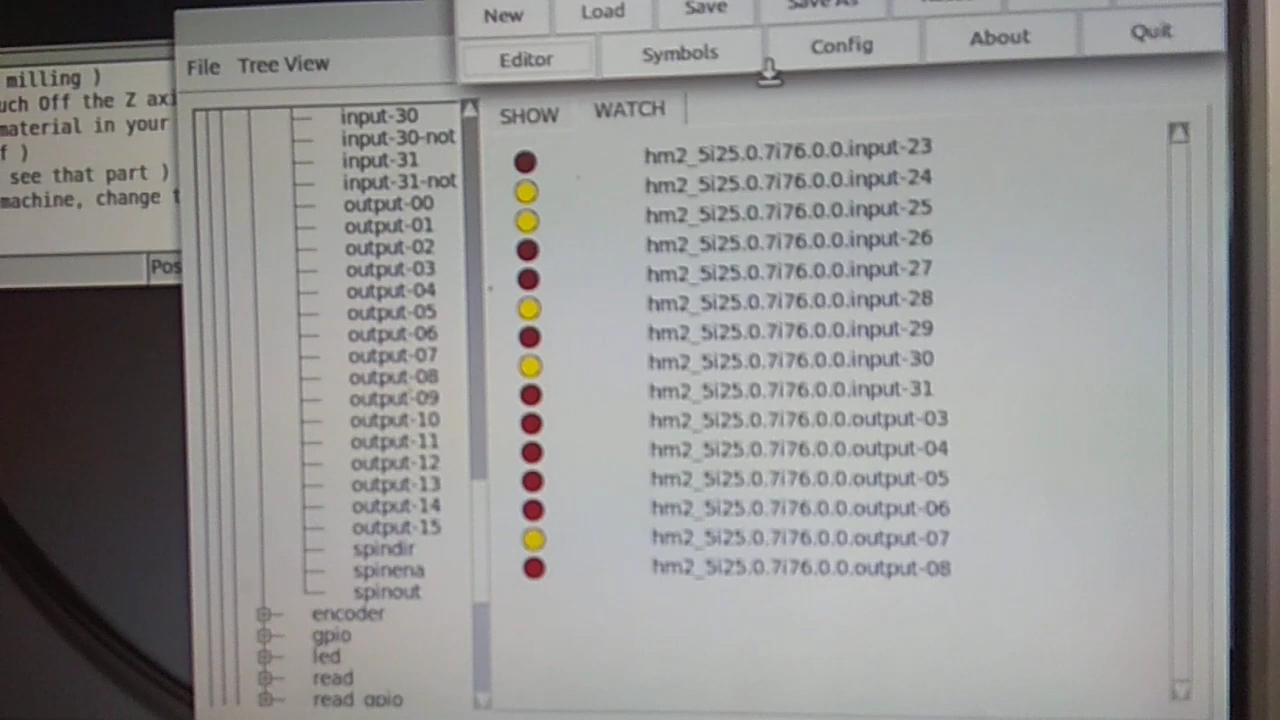 New Load Save Save As
Editor Symbols Config About Quit
milling )
uch Off the Z axi
material in your
f )
see that part )
machine, change t
Pos
File Tree View
input-30
input-30-not
input-31
input-31-not
output-00
output-01
output-02
output-03
output-04
output-05
output-06
output-07
output-08
output-09
output-10
output-11
output-12
output-13
output-14
output-15
spindir
spinena
spinout
encoder
gpio
led
read
read_gpio
SHOW WATCH
hm2_5i25.0.7i76.0.0.input-23
hm2_5i25.0.7i76.0.0.input-24
hm2_5i25.0.7i76.0.0.input-25
hm2_5i25.0.7i76.0.0.input-26
hm2_5i25.0.7i76.0.0.input-27
hm2_5i25.0.7i76.0.0.input-28
hm2_5i25.0.7i76.0.0.input-29
hm2_5i25.0.7i76.0.0.input-30
hm2_5i25.0.7i76.0.0.input-31
hm2_5i25.0.7i76.0.0.output-03
hm2_5i25.0.7i76.0.0.output-04
hm2_5i25.0.7i76.0.0.output-05
hm2_5i25.0.7i76.0.0.output-06
hm2_5i25.0.7i76.0.0.output-07
hm2_5i25.0.7i76.0.0.output-08